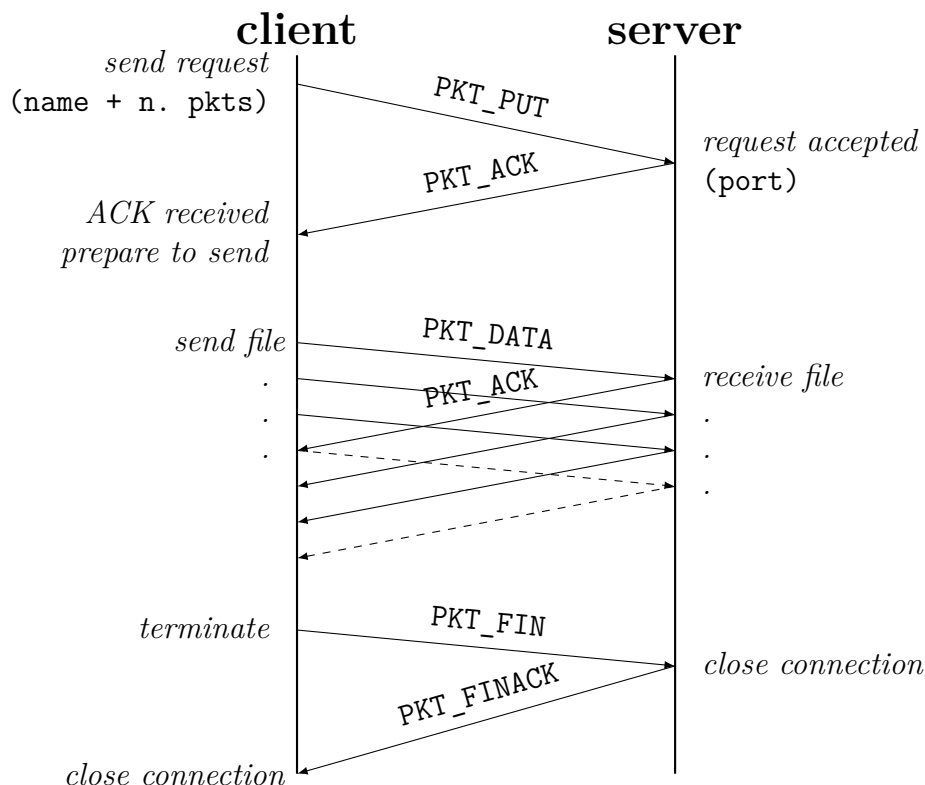 client
server
send request
(name + n. pkts)
PKT_PUT
request accepted
(port)
PKT_ACK
ACK received
prepare to send
send file
PKT_DATA
receive file
.
PKT_ACK
.
.
.
.
.
terminate
PKT_FIN
close connection
PKT_FINACK
close connection